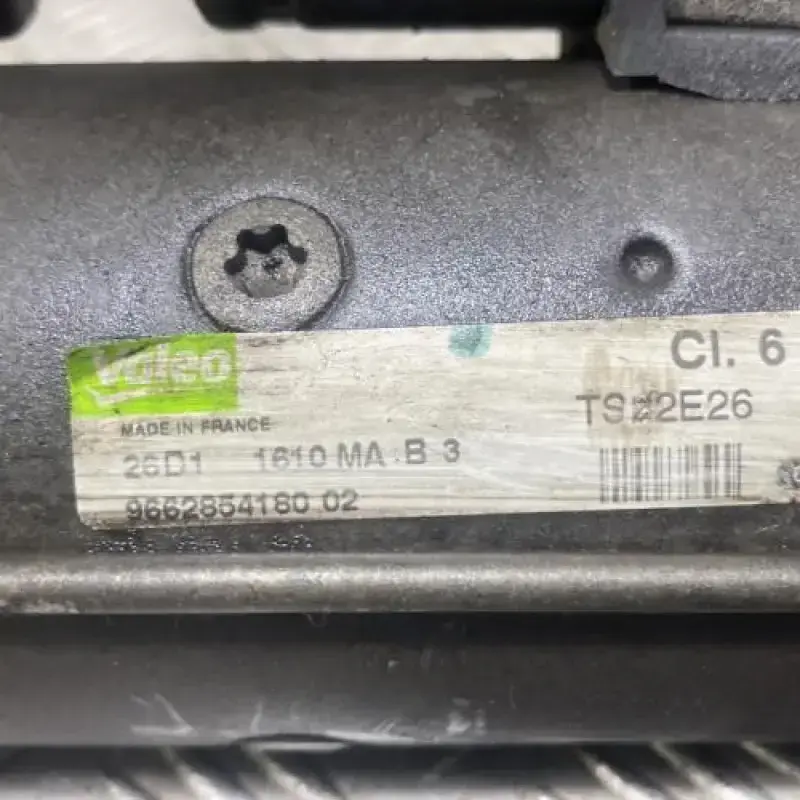 Valeo
Cl. 6
MADE IN FRANCE
TS22E26
26D1 1610 MA.B 3
9662854180 02